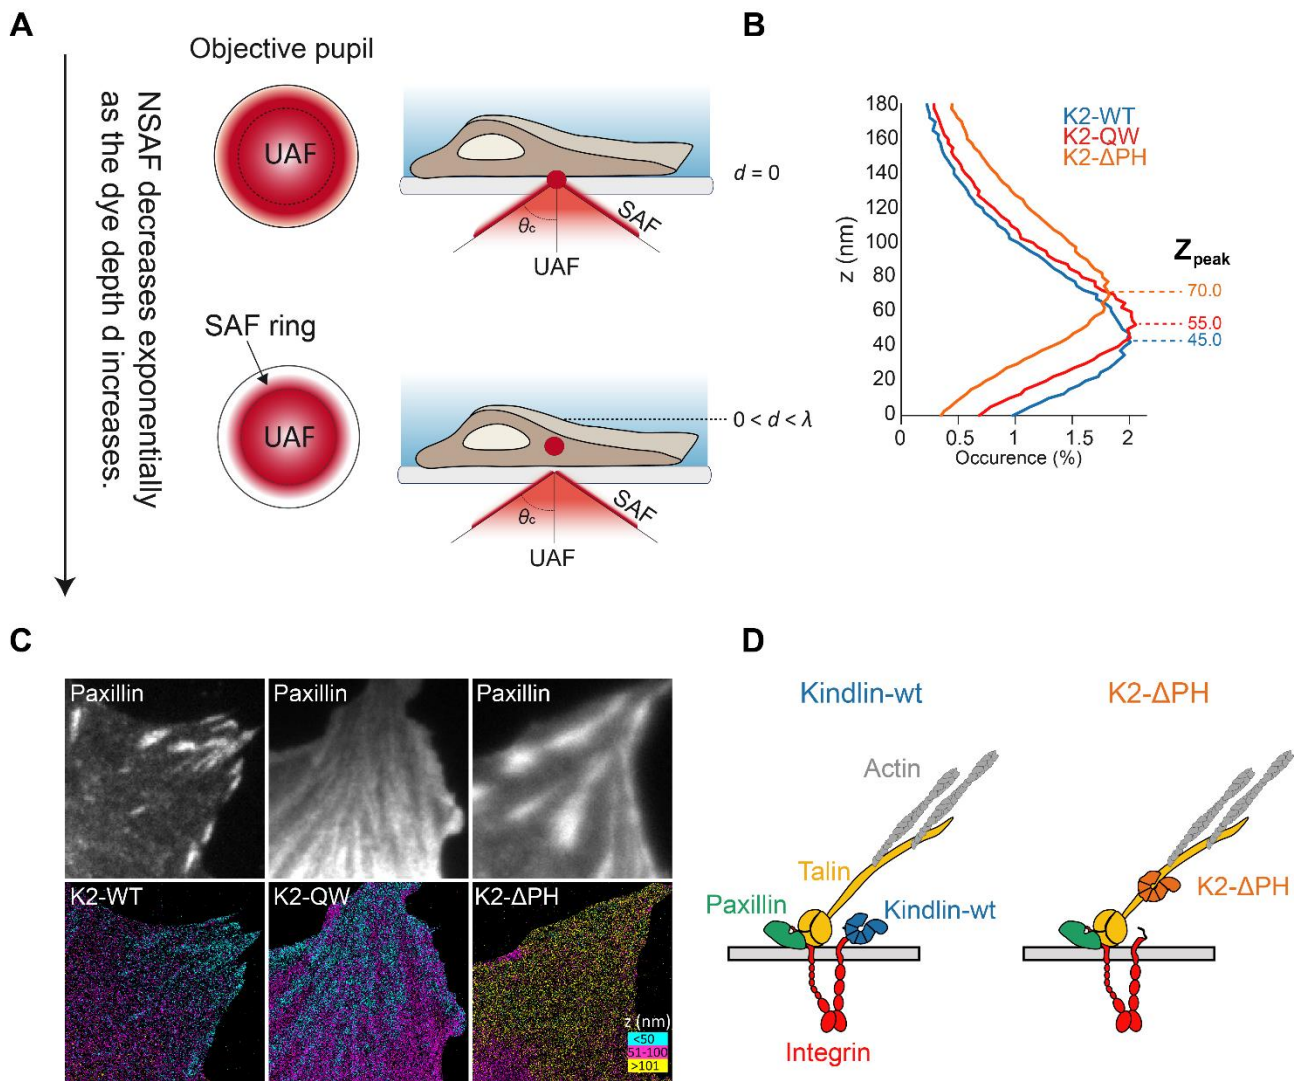 A
Objective pupil
NSAF decreases exponentially
as the dye depth d increases.
UAF
d = 0
SAF
θc
UAF
SAF ring
UAF
0 < d < λ
SAF
θc
UAF
B
180
160
140
120
100
80
60
40
20
0
z (nm)
K2-WT
K2-QW
K2-ΔPH
Zpeak
70.0
55.0
45.0
0
0.5
1
1.5
2
Occurence (%)
C
Paxillin
Paxillin
Paxillin
K2-WT
K2-QW
K2-ΔPH
z (nm)
<50
51-100
>101
D
Kindlin-wt
K2-ΔPH
Actin
Talin
Paxillin
Kindlin-wt
K2-ΔPH
Integrin